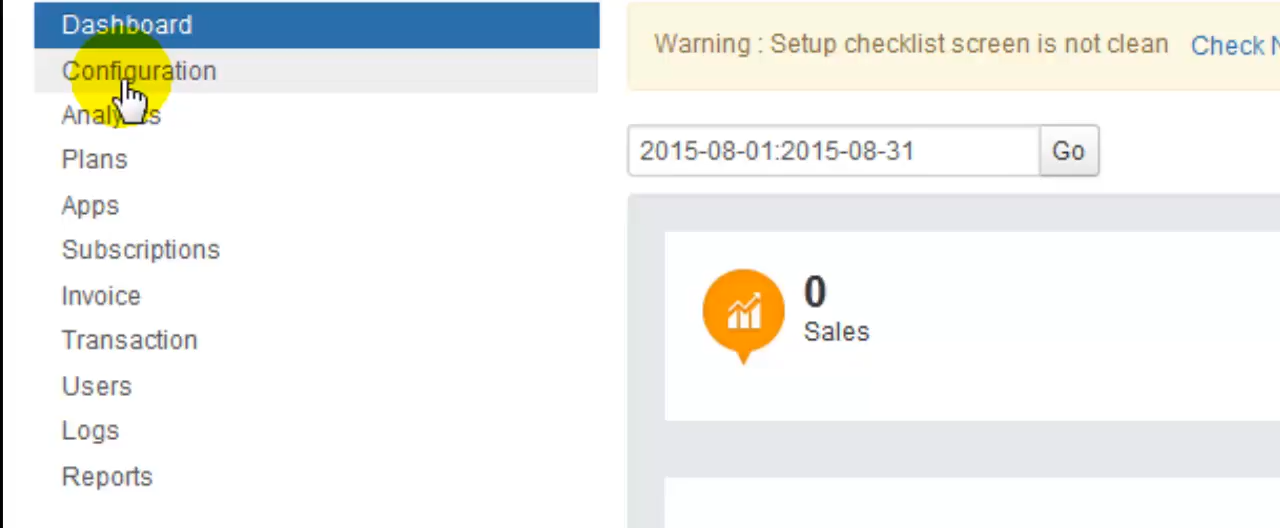 Dashboard
Configuration
Analytics
Plans
Apps
Subscriptions
Invoice
Transaction
Users
Logs
Reports
Warning : Setup checklist screen is not clean Check
2015-08-01:2015-08-31 Go
0
Sales